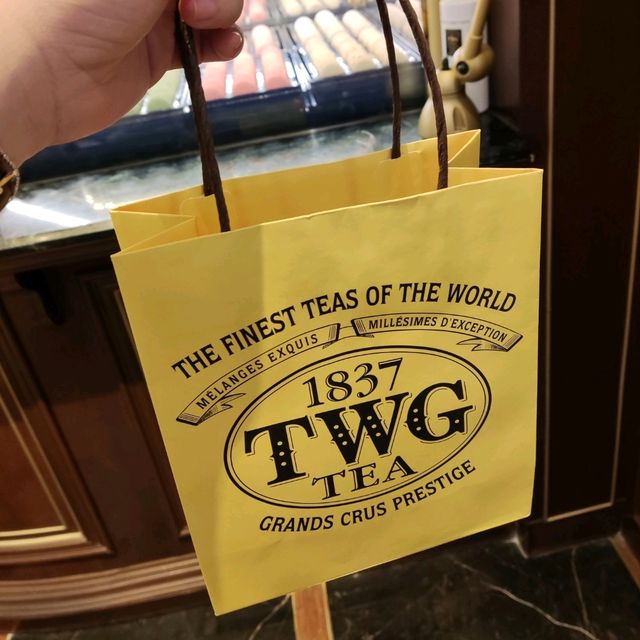 THE FINEST TEAS OF THE WORLD
MÉLANGES EXQUIS
MILLÉSIMES D'EXCEPTION
1837
TWG
TEA
GRANDS CRUS PRESTIGE